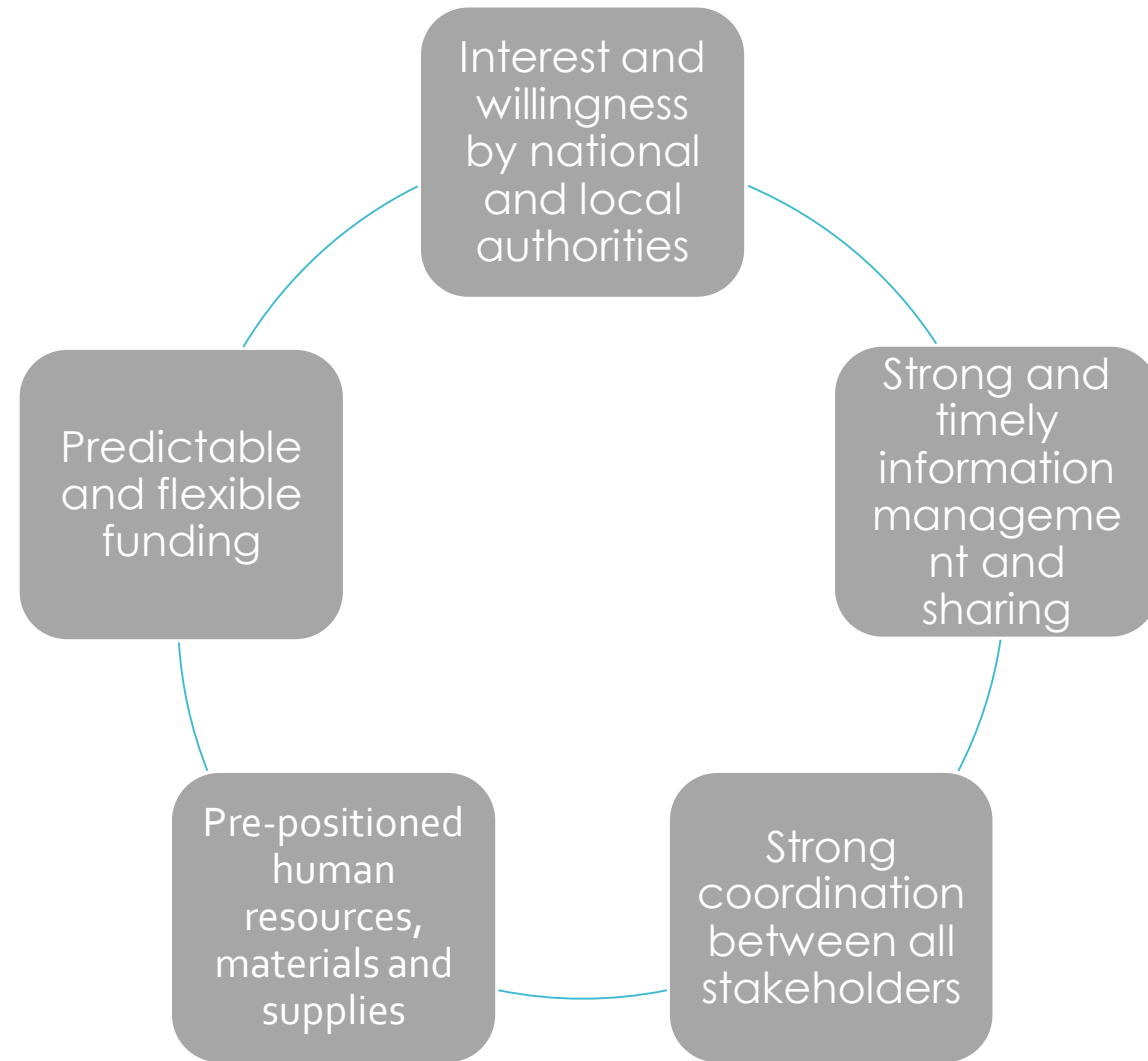 Interest and
willingness
by national
and local
authorities
Strong and
timely
information
manageme
nt and
sharing
Strong
coordination
between all
stakeholders
Pre-positioned
human
resources,
materials and
supplies
Predictable
and flexible
funding